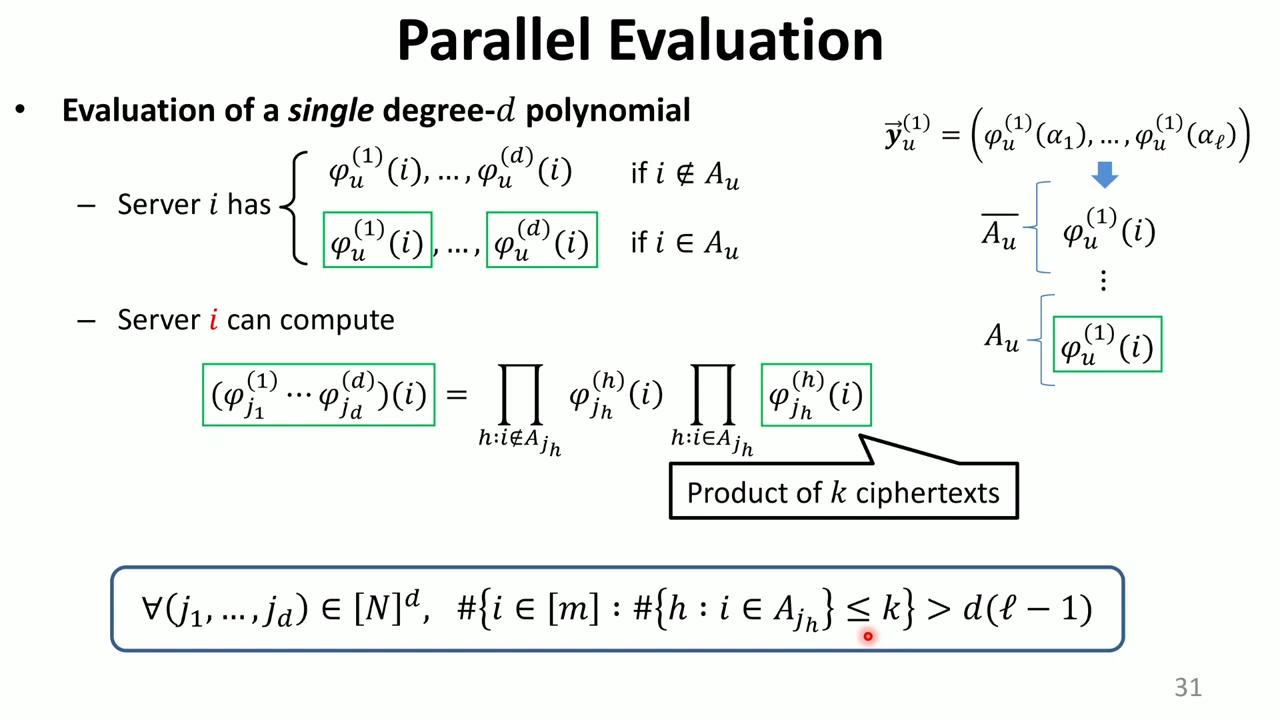 Parallel Evaluation
• Evaluation of a single degree-𝑑 polynomial
– Server 𝑖 has { φ_u^(1)(i), …, φ_u^(d)(i) if i ∉ A_u
φ_u^(1)(i), …, φ_u^(d)(i) if i ∈ A_u
– Server i can compute
(φ_{j_1}^(1) ⋯ φ_{j_d}^(d))(i) = ∏_{h:i∉A_{j_h}} φ_{j_h}^(h)(i) ∏_{h:i∈A_{j_h}} φ_{j_h}^(h)(i)
Product of k ciphertexts
∀(j_1, …, j_d) ∈ [N]^d, #{i ∈ [m] : #{h : i ∈ A_{j_h}} ≤ k} > d(ℓ − 1)
y⃗_u^(1) = (φ_u^(1)(α_1), …, φ_u^(1)(α_ℓ))
A̅_u̅ { φ_u^(1)(i)
⋮
A_u { φ_u^(1)(i)
31